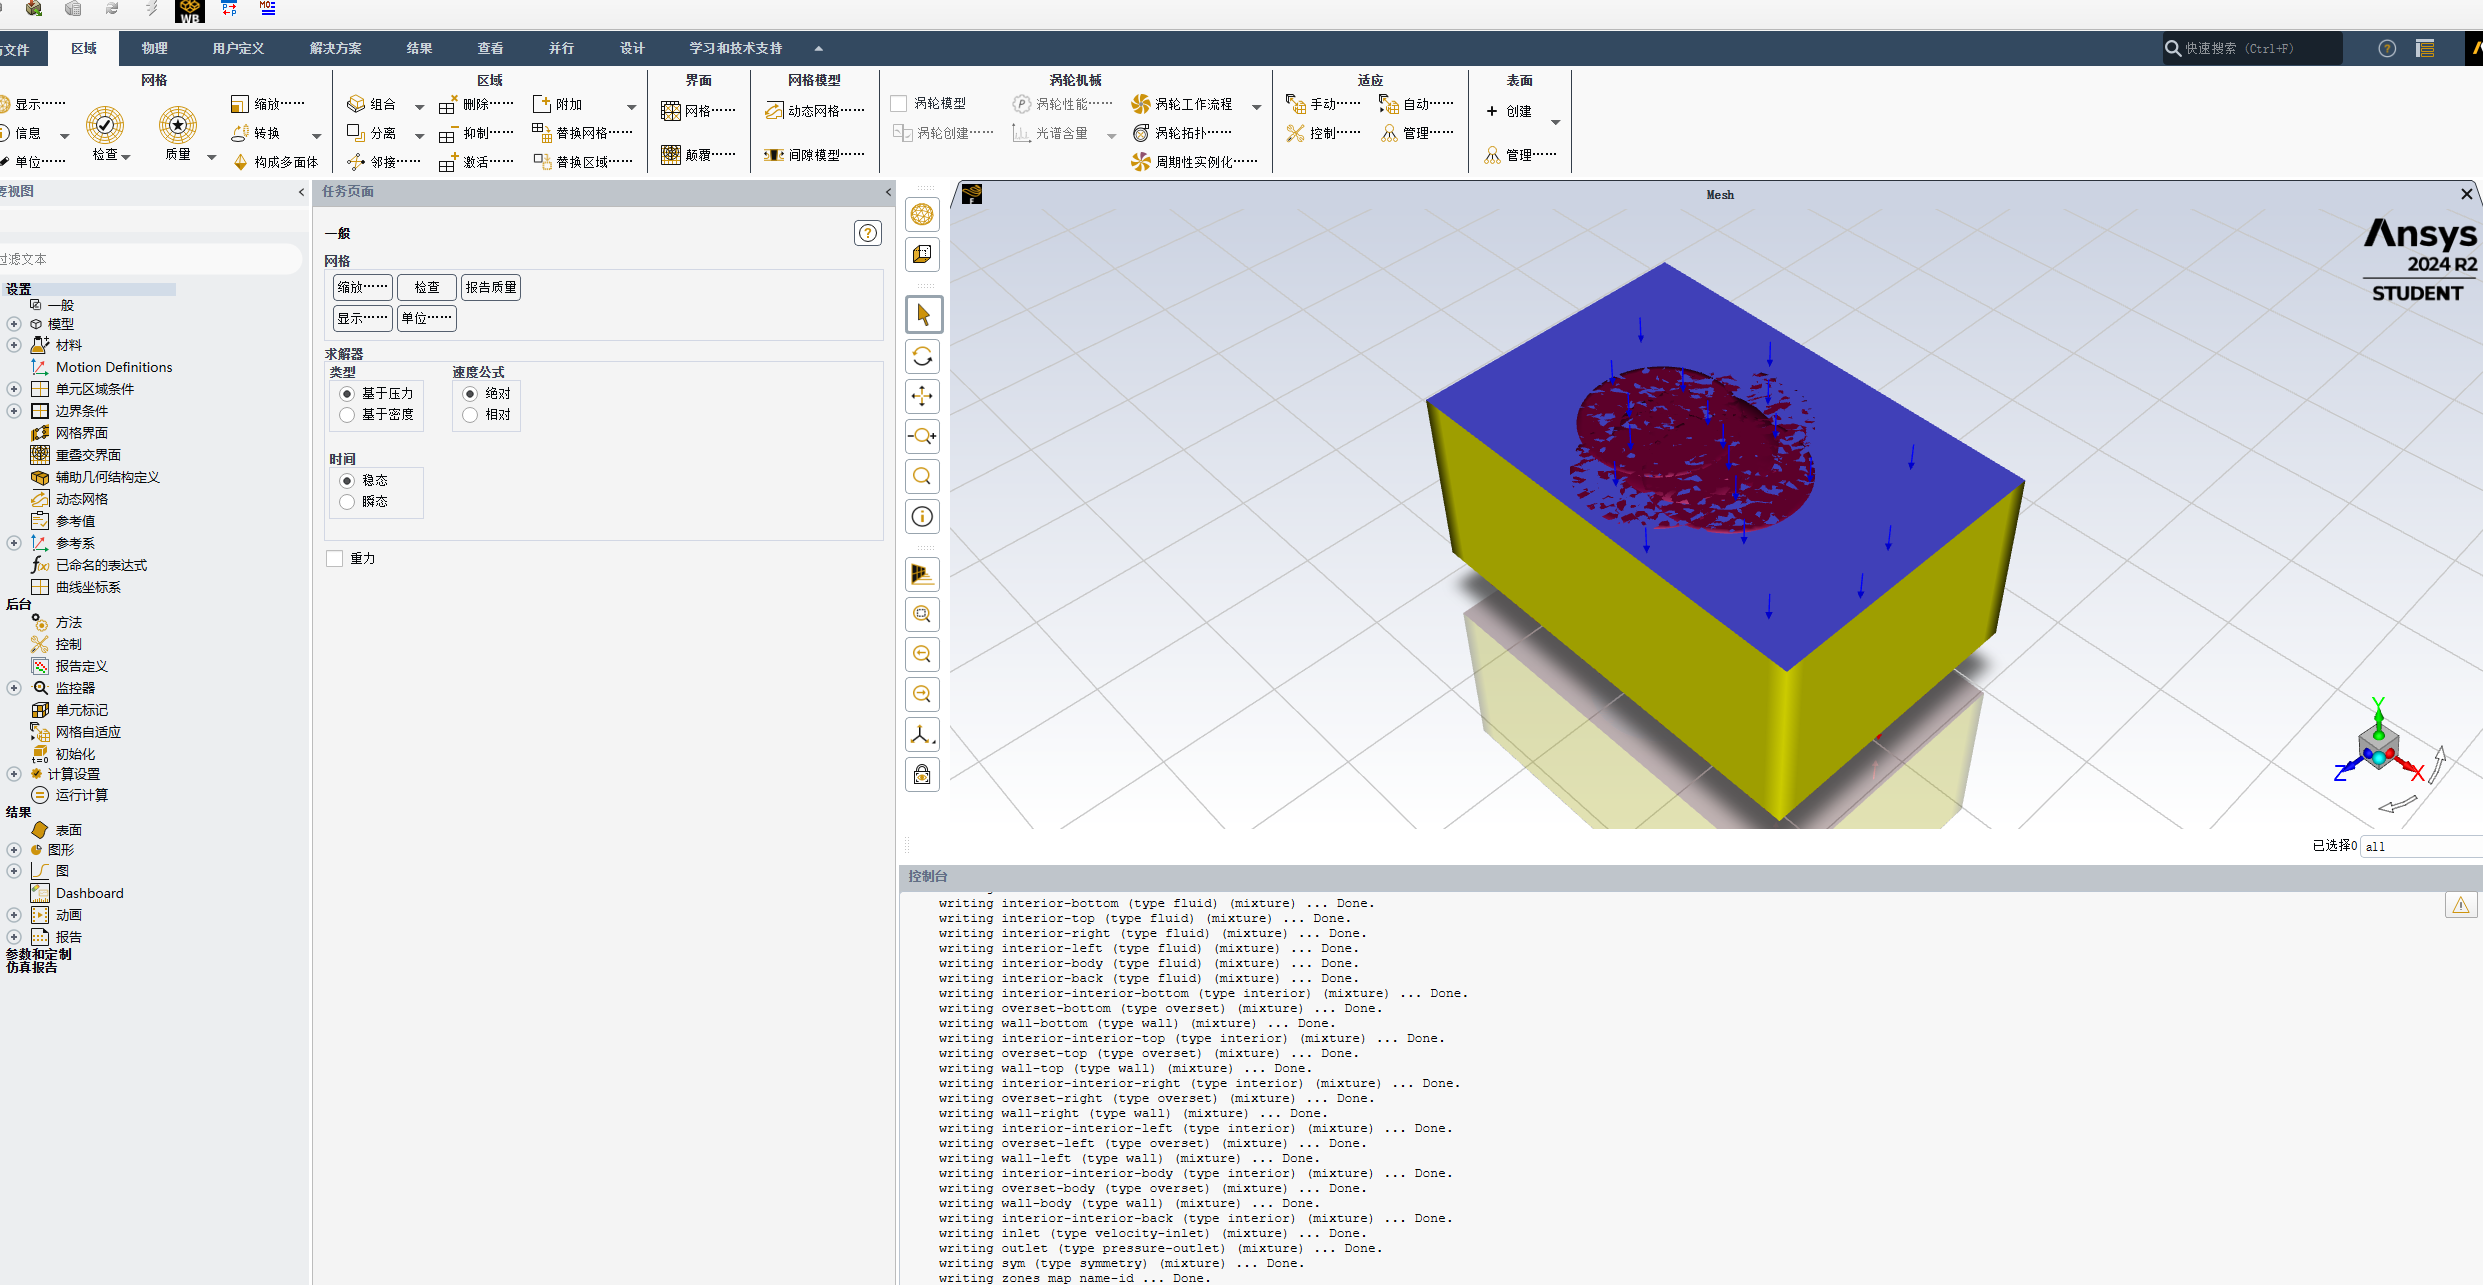 WB
文件 区域 物理 用户定义 解决方案 结果 查看 并行 设计 学习和技术支持 快速搜索 (Ctrl+F)
网格 区域 界面 网格模型 涡轮机械 适应 表面
显示…… 检查 质量 缩放…… 组合 删除…… 附加 网格…… 动态网格…… 涡轮模型 涡轮性能…… 涡轮工作流程 手动…… 自动…… 创建
信息 转换 分离 抑制…… 替换网格…… 涡轮创建…… 光谱含量 涡轮拓扑…… 控制…… 管理……
单位…… 构成多面体 邻接…… 激活…… 替换区域…… 颠覆…… 间隙模型…… 周期性实例化…… 管理……
要视图
过滤文本
设置
一般
模型
材料
Motion Definitions
单元区域条件
边界条件
网格界面
重叠交界面
辅助几何结构定义
动态网格
参考值
参考系
已命名的表达式
曲线坐标系
后台
方法
控制
报告定义
监控器
单元标记
网格自适应
初始化
计算设置
运行计算
结果
表面
图形
图
Dashboard
动画
报告
参数和定制
仿真报告
任务页面
一般
网格
缩放…… 检查 报告质量
显示…… 单位……
求解器
类型 速度公式
基于压力 绝对
基于密度 相对
时间
稳态
瞬态
重力
Mesh
Ansys
2024 R2
STUDENT
Y
Z
X
已选择0 all
控制台
writing interior-bottom (type fluid) (mixture) ... Done.
writing interior-top (type fluid) (mixture) ... Done.
writing interior-right (type fluid) (mixture) ... Done.
writing interior-left (type fluid) (mixture) ... Done.
writing interior-body (type fluid) (mixture) ... Done.
writing interior-back (type fluid) (mixture) ... Done.
writing interior-interior-bottom (type interior) (mixture) ... Done.
writing overset-bottom (type overset) (mixture) ... Done.
writing wall-bottom (type wall) (mixture) ... Done.
writing interior-interior-top (type interior) (mixture) ... Done.
writing overset-top (type overset) (mixture) ... Done.
writing wall-top (type wall) (mixture) ... Done.
writing interior-interior-right (type interior) (mixture) ... Done.
writing overset-right (type overset) (mixture) ... Done.
writing wall-right (type wall) (mixture) ... Done.
writing interior-interior-left (type interior) (mixture) ... Done.
writing overset-left (type overset) (mixture) ... Done.
writing wall-left (type wall) (mixture) ... Done.
writing interior-interior-body (type interior) (mixture) ... Done.
writing overset-body (type overset) (mixture) ... Done.
writing wall-body (type wall) (mixture) ... Done.
writing interior-interior-back (type interior) (mixture) ... Done.
writing inlet (type velocity-inlet) (mixture) ... Done.
writing outlet (type pressure-outlet) (mixture) ... Done.
writing sym (type symmetry) (mixture) ... Done.
writing zones map name-id ... Done.